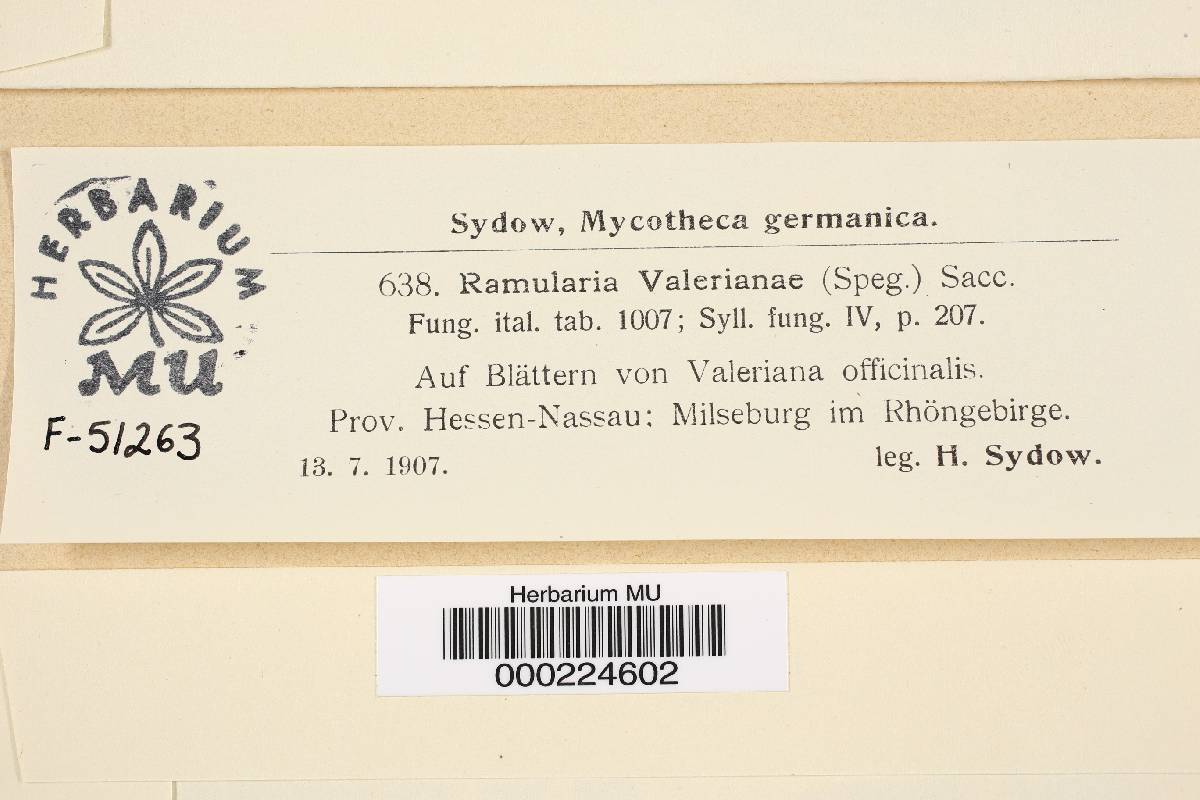 HERBARIUM
MU
F-51263
Sydow, Mycotheca germanica.
638. Ramularia Valerianae (Speg.) Sacc.
Fung. ital. tab. 1007; Syll. fung. IV, p. 207.
Auf Blättern von Valeriana officinalis.
Prov. Hessen-Nassau: Milseburg im Rhöngebirge.
13. 7. 1907. leg. H. Sydow.
Herbarium MU
000224602